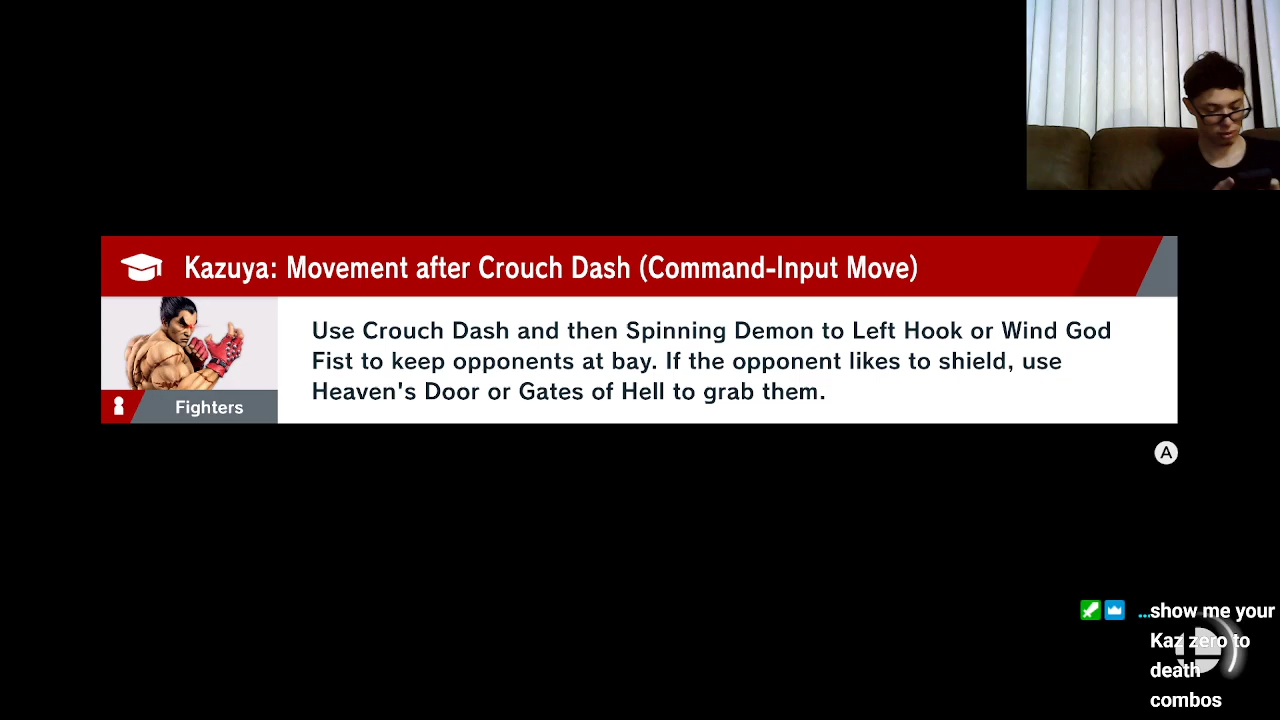 Kazuya: Movement after Crouch Dash (Command-Input Move)
Use Crouch Dash and then Spinning Demon to Left Hook or Wind God
Fist to keep opponents at bay. If the opponent likes to shield, use
Heaven's Door or Gates of Hell to grab them.
Fighters
A
...show me your
Kaz zero to
death
combos